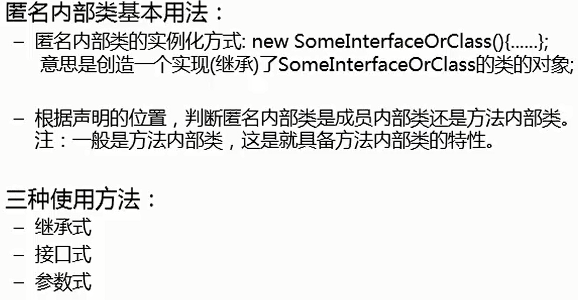 匿名内部类基本用法：
– 匿名内部类的实例化方式: new SomeInterfaceOrClass(){......};
意思是创造一个实现(继承)了SomeInterfaceOrClass的类的对象;
– 根据声明的位置，判断匿名内部类是成员内部类还是方法内部类。
注：一般是方法内部类，这是就具备方法内部类的特性。
三种使用方法：
– 继承式
– 接口式
– 参数式